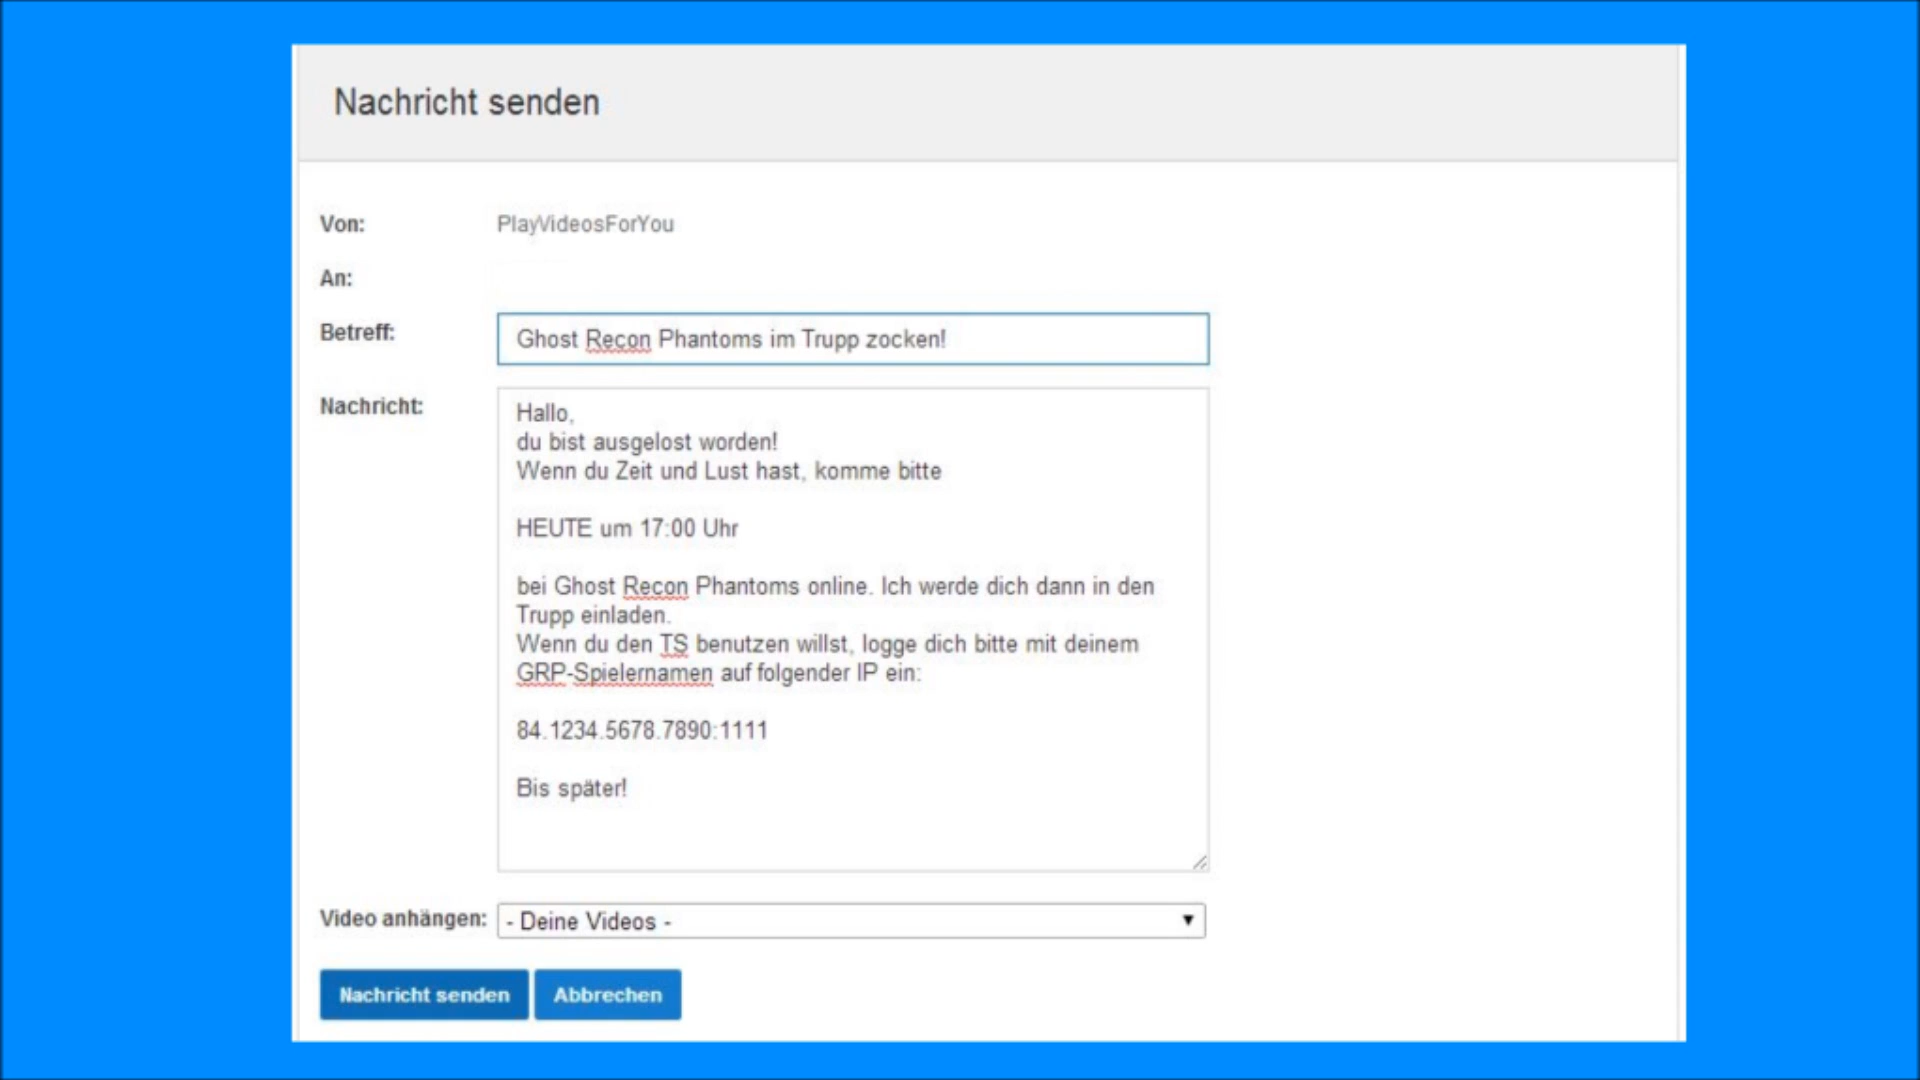 Nachricht senden
Von: PlayVideosForYou
An:
Betreff: Ghost Recon Phantoms im Trupp zocken!
Nachricht: Hallo,
du bist ausgelost worden!
Wenn du Zeit und Lust hast, komme bitte
HEUTE um 17:00 Uhr
bei Ghost Recon Phantoms online. Ich werde dich dann in den
Trupp einladen.
Wenn du den TS benutzen willst, logge dich bitte mit deinem
GRP-Spielernamen auf folgender IP ein:
84.1234.5678.7890:1111
Bis später!
Video anhängen: - Deine Videos -
Nachricht senden Abbrechen